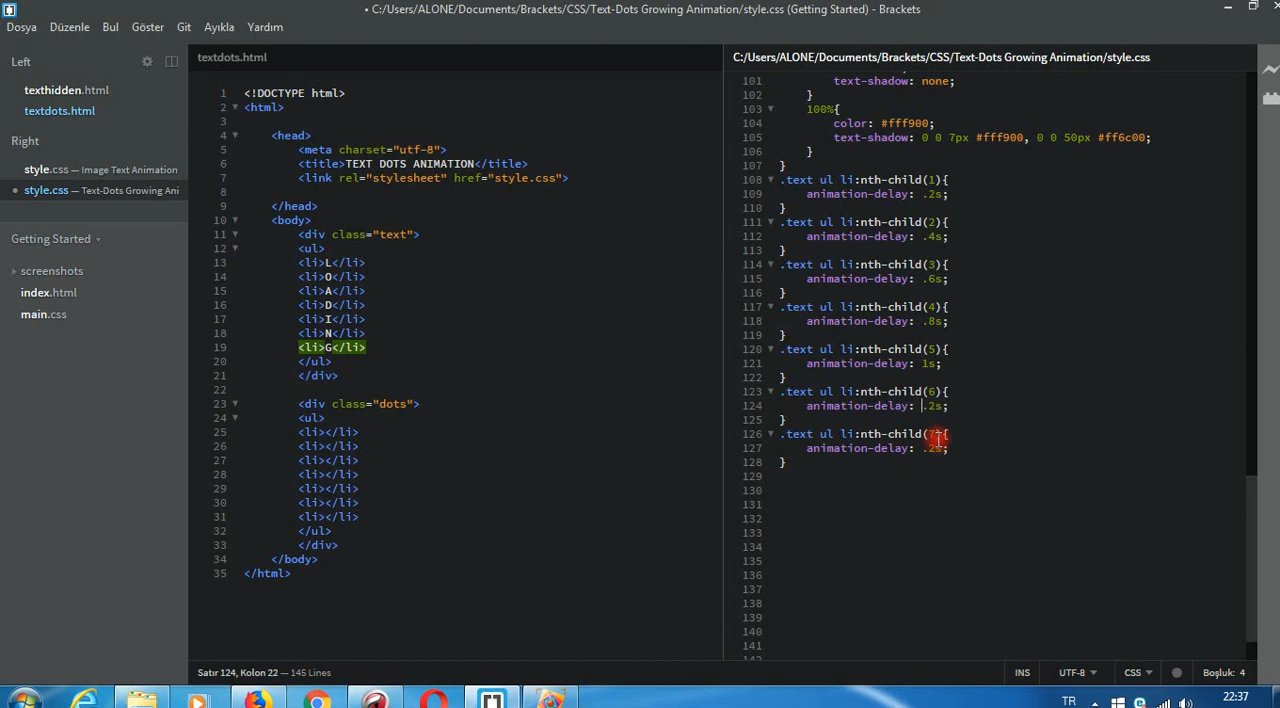 • C:/Users/ALONE/Documents/Brackets/CSS/Text-Dots Growing Animation/style.css (Getting Started) - Brackets
Dosya Düzenle Bul Göster Git Ayıkla Yardım
Left
texthidden.html
textdots.html
Right
style.css — Image Text Animation
style.css — Text-Dots Growing Ani
Getting Started
screenshots
index.html
main.css
textdots.html
1 <!DOCTYPE html>
2 <html>
3
4 <head>
5 <meta charset="utf-8">
6 <title>TEXT DOTS ANIMATION</title>
7 <link rel="stylesheet" href="style.css">
8
9 </head>
10 <body>
11 <div class="text">
12 <ul>
13 <li>L</li>
14 <li>O</li>
15 <li>A</li>
16 <li>D</li>
17 <li>I</li>
18 <li>N</li>
19 <li>G</li>
20 </ul>
21 </div>
22
23 <div class="dots">
24 <ul>
25 <li></li>
26 <li></li>
27 <li></li>
28 <li></li>
29 <li></li>
30 <li></li>
31 <li></li>
32 </ul>
33 </div>
34 </body>
35 </html>
C:/Users/ALONE/Documents/Brackets/CSS/Text-Dots Growing Animation/style.css
101 text-shadow: none;
102 }
103 100%{
104 color: #fff900;
105 text-shadow: 0 0 7px #fff900, 0 0 50px #ff6c00;
106 }
107 }
108 .text ul li:nth-child(1){
109 animation-delay: .2s;
110 }
111 .text ul li:nth-child(2){
112 animation-delay: .4s;
113 }
114 .text ul li:nth-child(3){
115 animation-delay: .6s;
116 }
117 .text ul li:nth-child(4){
118 animation-delay: .8s;
119 }
120 .text ul li:nth-child(5){
121 animation-delay: 1s;
122 }
123 .text ul li:nth-child(6){
124 animation-delay: .2s;
125 }
126 .text ul li:nth-child(7){
127 animation-delay: .2s;
128 }
129
130
131
132
133
134
135
136
137
138
139
140
141
142
Satır 124, Kolon 22 — 145 Lines
INS UTF-8 CSS Boşluk: 4
TR 22:37